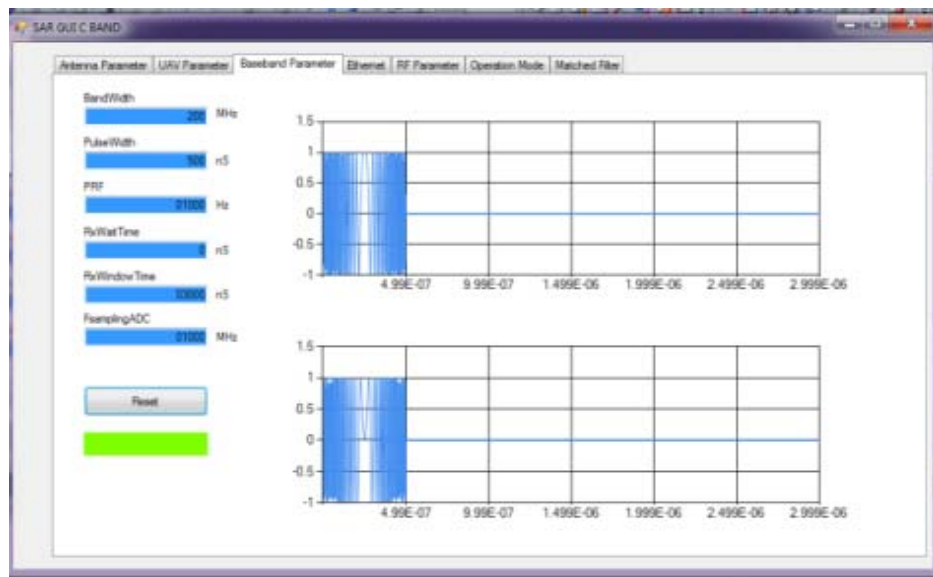 SAR GUI C BAND
Antenna Parameter UAV Parameter Baseband Parameter Ethernet RF Parameter Operation Mode Matched Filter
BandWidth
200 MHz
PulseWidth
500 nS
PRF
01000 Hz
RxWaitTime
0 nS
RxWindowTime
03000 nS
FsamplingADC
01000 MHz
Reset
1.5
1
0.5
0
-0.5
-1
4.99E-07 9.99E-07 1.499E-06 1.999E-06 2.499E-06 2.999E-06
1.5
1
0.5
0
-0.5
-1
4.99E-07 9.99E-07 1.499E-06 1.999E-06 2.499E-06 2.999E-06